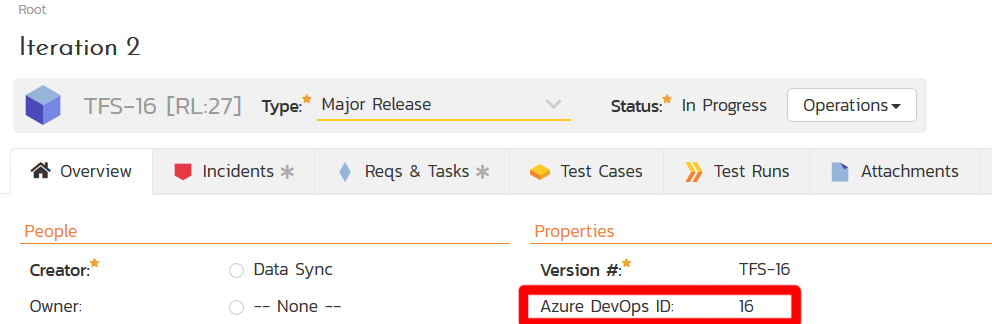 Root
Iteration 2
TFS-16 [RL:27] Type:* Major Release Status:* In Progress Operations
Overview Incidents * Reqs & Tasks * Test Cases Test Runs Attachments
People Properties
Creator:* Data Sync Version #:* TFS-16
Owner: -- None -- Azure DevOps ID: 16